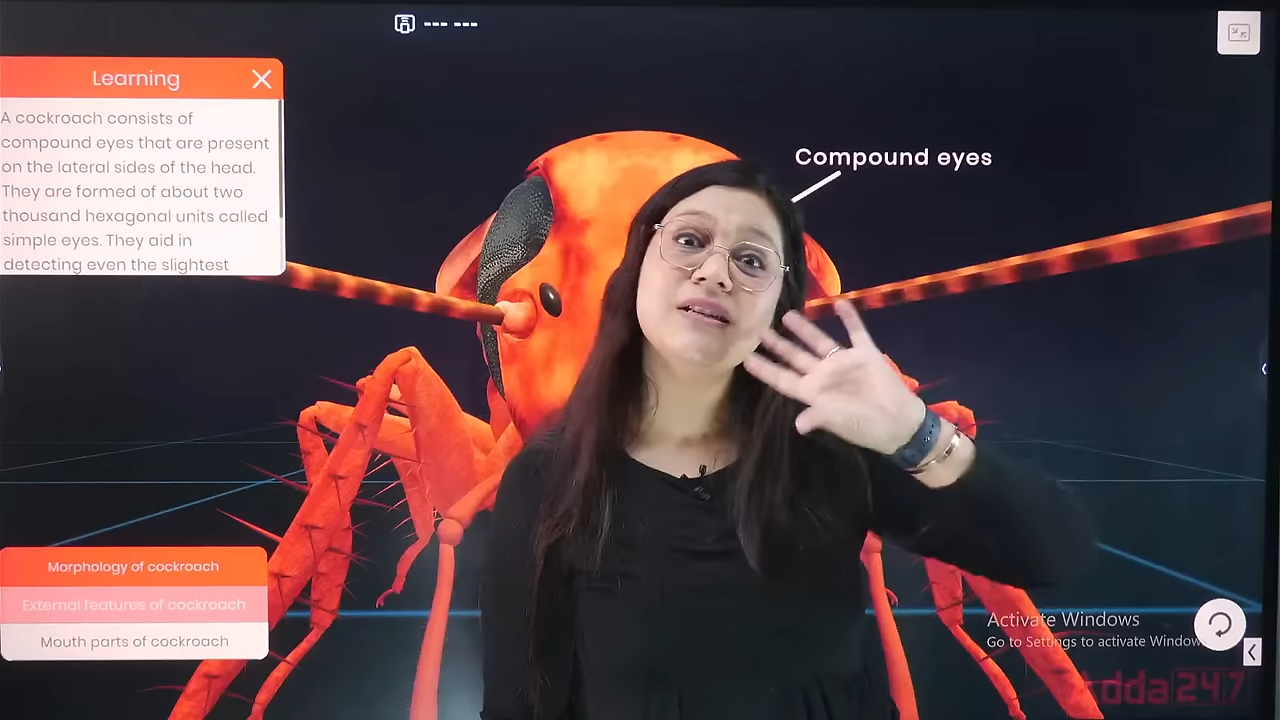 Learning
A cockroach consists of
compound eyes that are present
on the lateral sides of the head.
They are formed of about two
thousand hexagonal units called
simple eyes. They aid in
detecting even the slightest
Compound eyes
Morphology of cockroach
External features of cockroach
Mouth parts of cockroach
Activate Windows
Go to Settings to activate Window
Adda247